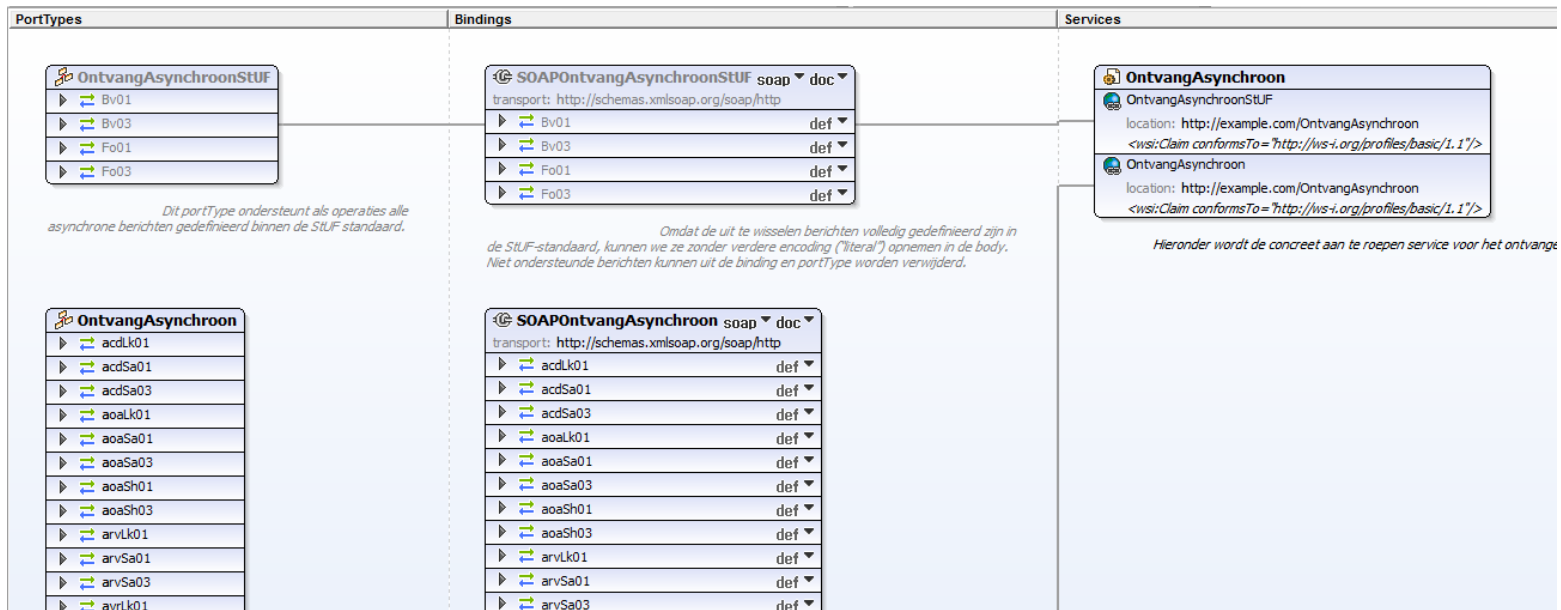 PortTypes
Bindings
Services
OntvangAsynchroonStUF
Bv01
Bv03
Fo01
Fo03
Dit portType ondersteunt als operaties alle
asynchrone berichten gedefinieerd binnen de StUF standaard.
SOAPOntvangAsynchroonStUF soap doc
transport: http://schemas.xmlsoap.org/soap/http
Bv01 def
Bv03 def
Fo01 def
Fo03 def
Omdat de uit te wisselen berichten volledig gedefinieerd zijn in
de StUF-standaard, kunnen we ze zonder verdere encoding ("literal") opnemen in de body.
Niet ondersteunde berichten kunnen uit de binding en portType worden verwijderd.
OntvangAsynchroon
OntvangAsynchroonStUF
location: http://example.com/OntvangAsynchroon
<wsi:Claim conformsTo="http://ws-i.org/profiles/basic/1.1"/>
OntvangAsynchroon
location: http://example.com/OntvangAsynchroon
<wsi:Claim conformsTo="http://ws-i.org/profiles/basic/1.1"/>
Hieronder wordt de concreet aan te roepen service voor het ontvange
OntvangAsynchroon
acdLk01
acdSa01
acdSa03
aoaLk01
aoaSa01
aoaSa03
aoaSh01
aoaSh03
arvLk01
arvSa01
arvSa03
avrLk01
SOAPOntvangAsynchroon soap doc
transport: http://schemas.xmlsoap.org/soap/http
acdLk01 def
acdSa01 def
acdSa03 def
aoaLk01 def
aoaSa01 def
aoaSa03 def
aoaSh01 def
aoaSh03 def
arvLk01 def
arvSa01 def
arvSa03 def